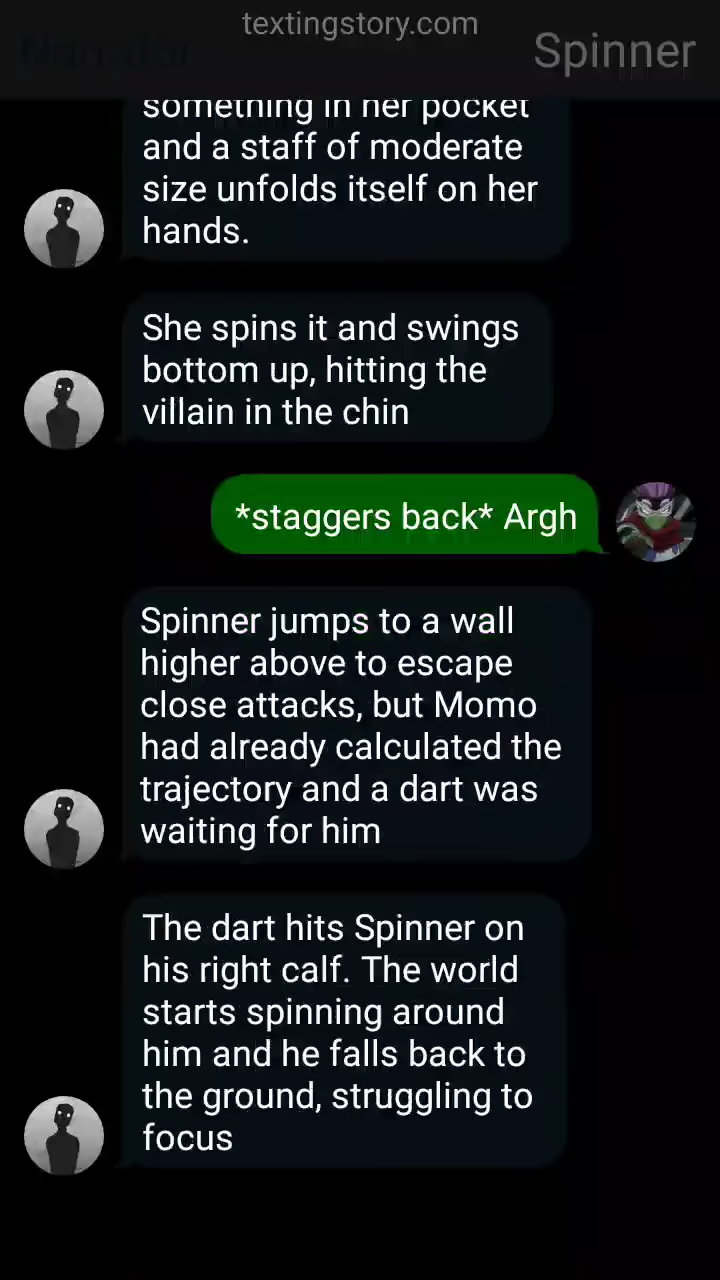 textingstory.com
Narrator
Spinner
something in her pocket
and a staff of moderate
size unfolds itself on her
hands.
She spins it and swings
bottom up, hitting the
villain in the chin
*staggers back* Argh
Spinner jumps to a wall
higher above to escape
close attacks, but Momo
had already calculated the
trajectory and a dart was
waiting for him
The dart hits Spinner on
his right calf. The world
starts spinning around
him and he falls back to
the ground, struggling to
focus